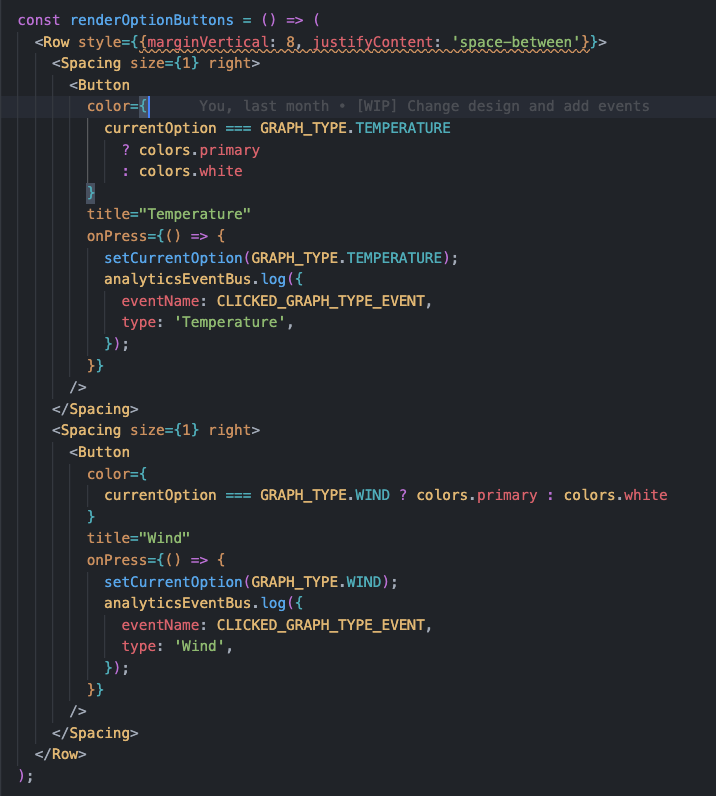 const renderOptionButtons = () => (
  <Row style={{marginVertical: 8, justifyContent: 'space-between'}}>
    <Spacing size={1} right>
      <Button
        color={      You, last month • [WIP] Change design and add events
          currentOption === GRAPH_TYPE.TEMPERATURE
            ? colors.primary
            : colors.white
        }
        title="Temperature"
        onPress={() => {
          setCurrentOption(GRAPH_TYPE.TEMPERATURE);
          analyticsEventBus.log({
            eventName: CLICKED_GRAPH_TYPE_EVENT,
            type: 'Temperature',
          });
        }}
      />
    </Spacing>
    <Spacing size={1} right>
      <Button
        color={
          currentOption === GRAPH_TYPE.WIND ? colors.primary : colors.white
        }
        title="Wind"
        onPress={() => {
          setCurrentOption(GRAPH_TYPE.WIND);
          analyticsEventBus.log({
            eventName: CLICKED_GRAPH_TYPE_EVENT,
            type: 'Wind',
          });
        }}
      />
    </Spacing>
  </Row>
);